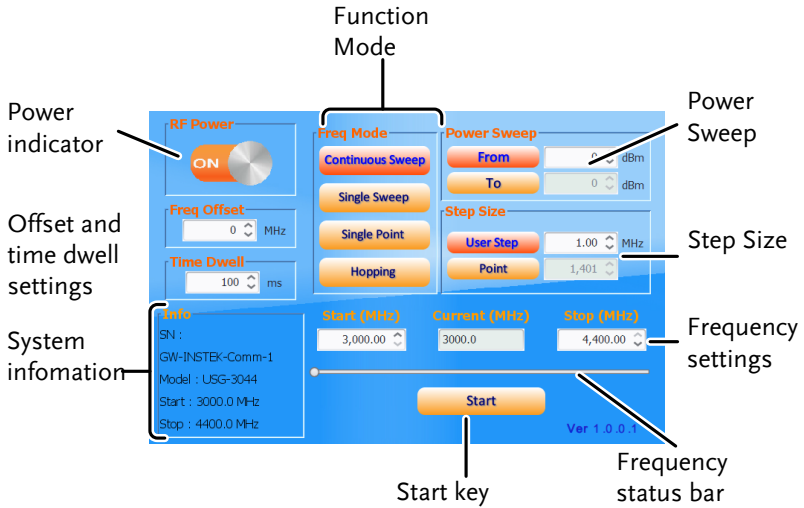 Function
Mode
Power
indicator
Power
Sweep
RF Power
ON
Freq Mode
Continuous Sweep
Single Sweep
Single Point
Hopping
Power Sweep
From
0
dBm
To
0
dBm
Offset and
time dwell
settings
Freq Offset
0
MHz
Time Dwell
100
ms
Step Size
User Step
1.00
MHz
Point
1,401
Step Size
System
infomation
Info
SN :
GW-INSTEK-Comm-1
Model : USG-3044
Start : 3000.0 MHz
Stop : 4400.0 MHz
Start (MHz)
Current (MHz)
Stop (MHz)
3,000.00
3000.0
4,400.00
Frequency
settings
Start
Ver 1.0.0.1
Start key
Frequency
status bar